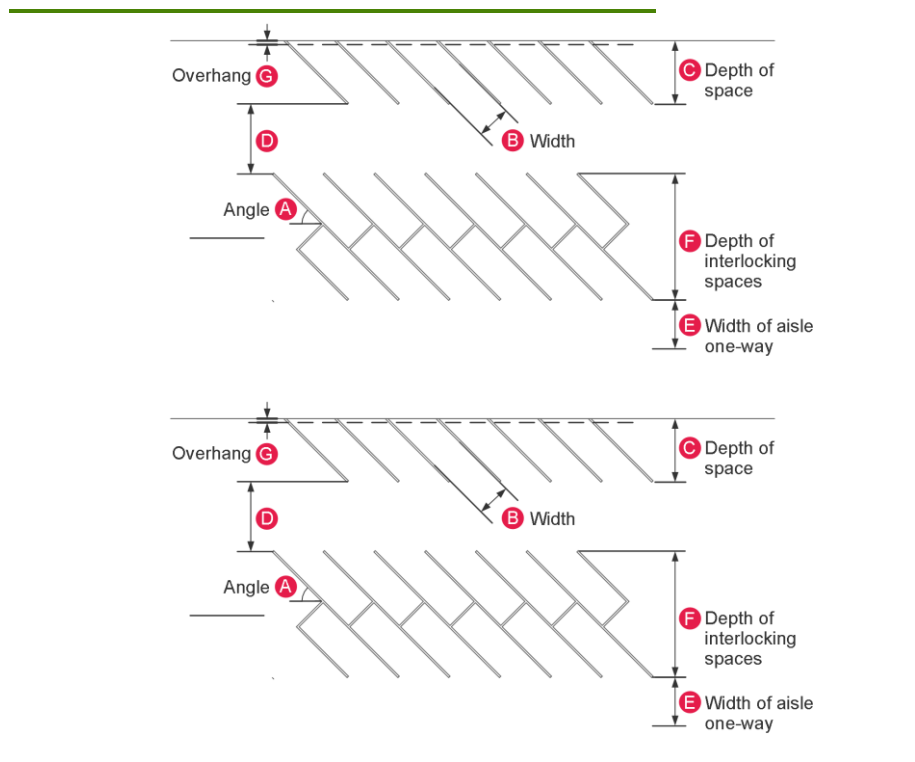 Overhang G
C Depth of
space
D
B Width
Angle A
F Depth of
interlocking
spaces
E Width of aisle
one-way
Overhang G
C Depth of
space
D
B Width
Angle A
F Depth of
interlocking
spaces
E Width of aisle
one-way